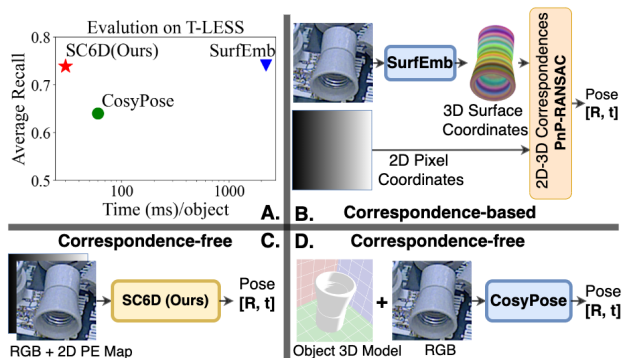 Evalution on T-LESS
0.8
0.7
0.6
0.5
Average Recall
SC6D(Ours)
SurfEmb
CosyPose
100
1000
Time (ms)/object
A.
SurfEmb
3D Surface
Coordinates
2D Pixel
Coordinates
2D-3D Correspondences
PnP-RANSAC
Pose
[R, t]
B. Correspondence-based
Correspondence-free C.
SC6D (Ours)
Pose
[R, t]
RGB + 2D PE Map
D. Correspondence-free
+
CosyPose
Pose
[R, t]
Object 3D Model
RGB